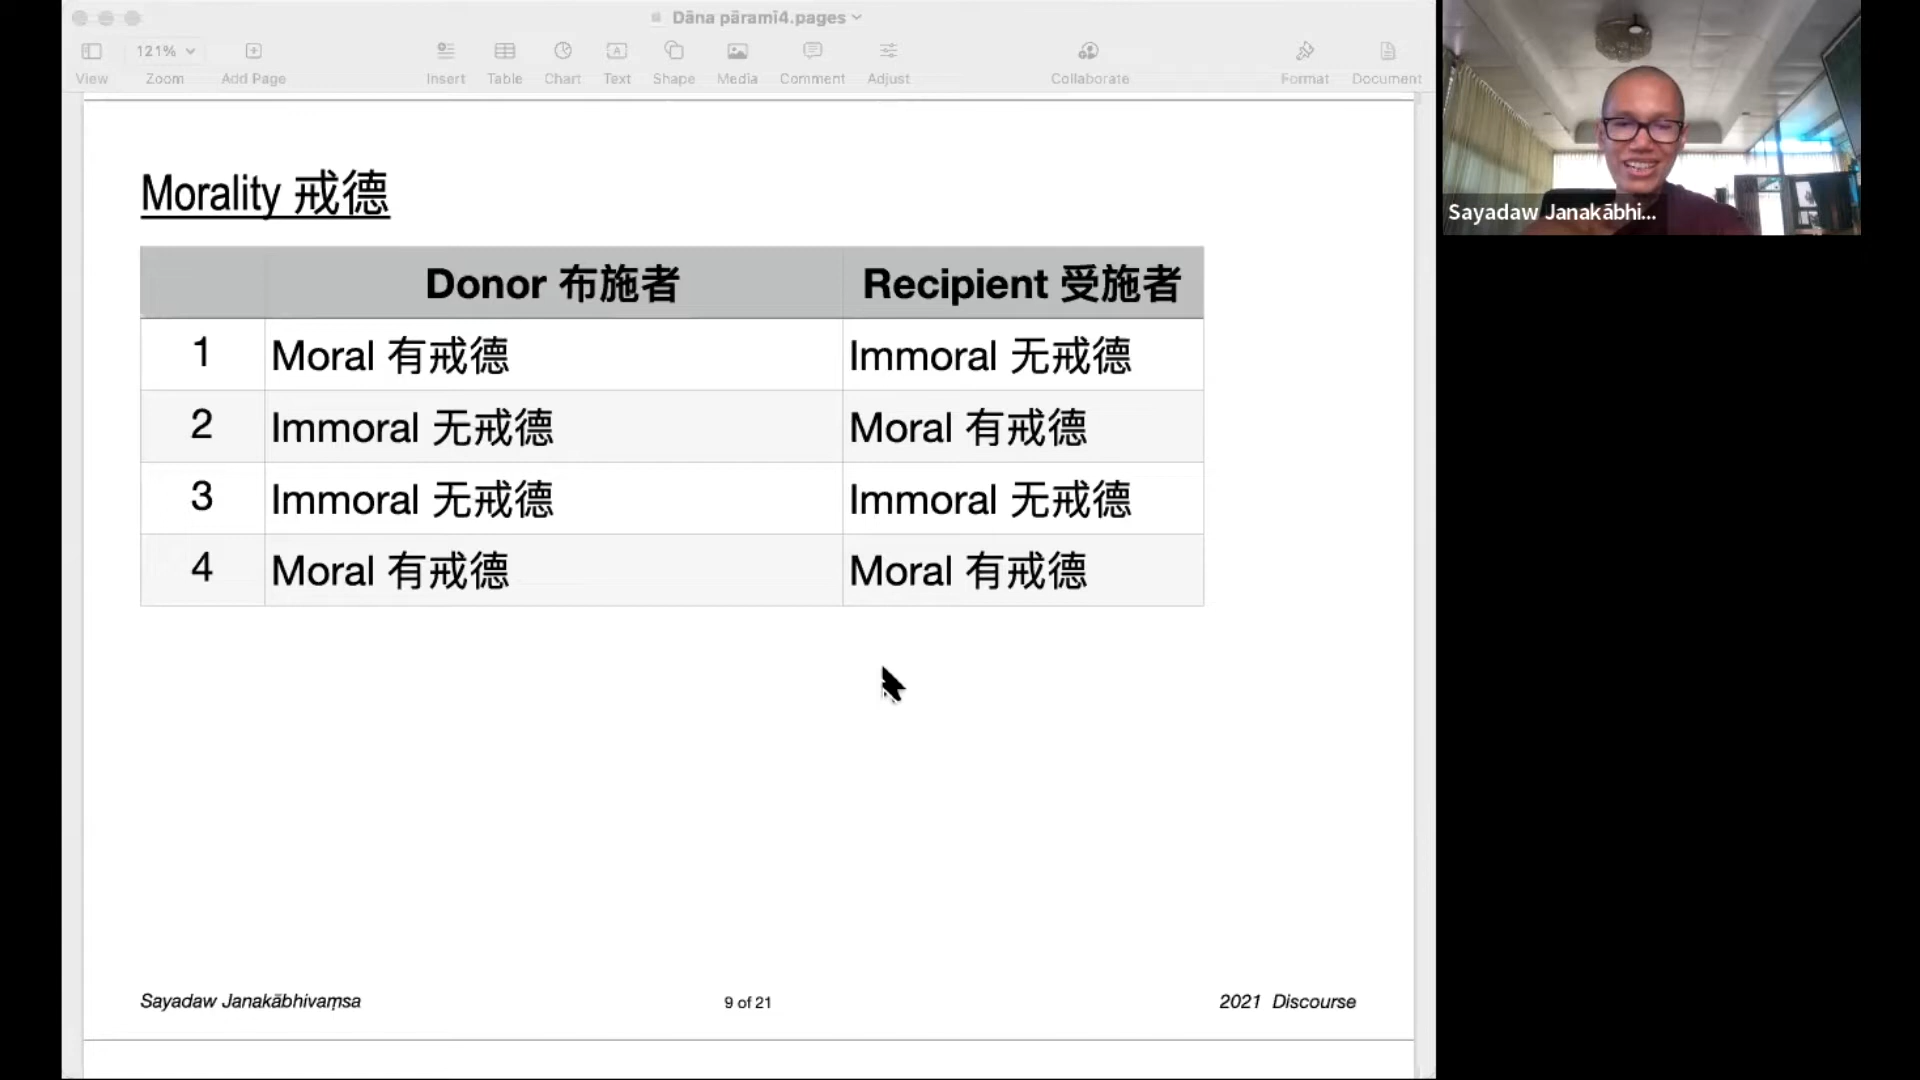 Dāna pāramī4.pages
121%
View Zoom Add Page Insert Table Chart Text Shape Media Comment Adjust Collaborate Format Document
Morality 戒德
Donor 布施者 Recipient 受施者
1 Moral 有戒德 Immoral 无戒德
2 Immoral 无戒德 Moral 有戒德
3 Immoral 无戒德 Immoral 无戒德
4 Moral 有戒德 Moral 有戒德
Sayadaw Janakābhivaṃsa 9 of 21 2021 Discourse
Sayadaw Janakābhi...